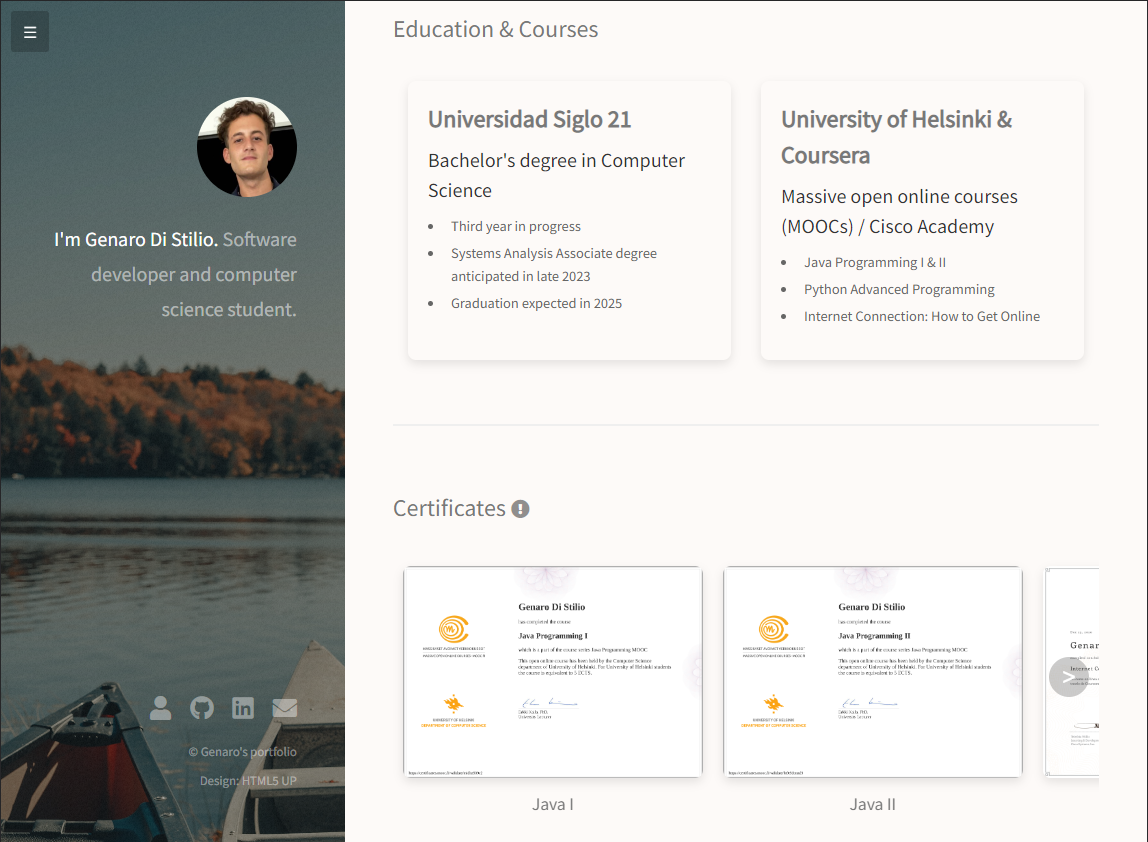 ☰
I'm Genaro Di Stilio. Software
developer and computer
science student.
© Genaro's portfolio
Design: HTML5 UP
Education & Courses
Universidad Siglo 21
Bachelor's degree in Computer
Science
Third year in progress
Systems Analysis Associate degree
anticipated in late 2023
Graduation expected in 2025
University of Helsinki &
Coursera
Massive open online courses
(MOOCs) / Cisco Academy
Java Programming I & II
Python Advanced Programming
Internet Connection: How to Get Online
Certificates
Genaro Di Stilio
has completed the course
Java Programming I
which is a part of the course series Java Programming MOOC.
This open online course has been held by the Computer Science
department of University of Helsinki. For University of Helsinki students
the course is equivalent to 5 ECTS.
UNIVERSITY OF HELSINKI
DEPARTMENT OF COMPUTER SCIENCE
Java I
Genaro Di Stilio
has completed the course
Java Programming II
which is a part of the course series Java Programming MOOC.
This open online course has been held by the Computer Science
department of University of Helsinki. For University of Helsinki students
the course is equivalent to 5 ECTS.
UNIVERSITY OF HELSINKI
DEPARTMENT OF COMPUTER SCIENCE
Java II
Genar
Internet C
>